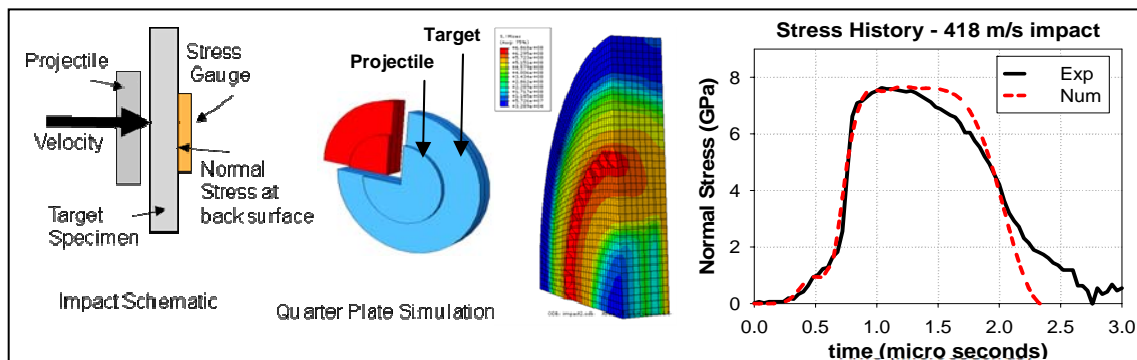 Projectile
Stress
Gauge
Velocity
Normal
Stress at
back surface
Target
Specimen
Impact Schematic
Target
Projectile
Quarter Plate Simulation
Stress History - 418 m/s impact
Exp
Num
Normal Stress (GPa)
8
6
4
2
0
0.0 0.5 1.0 1.5 2.0 2.5 3.0
time (micro seconds)